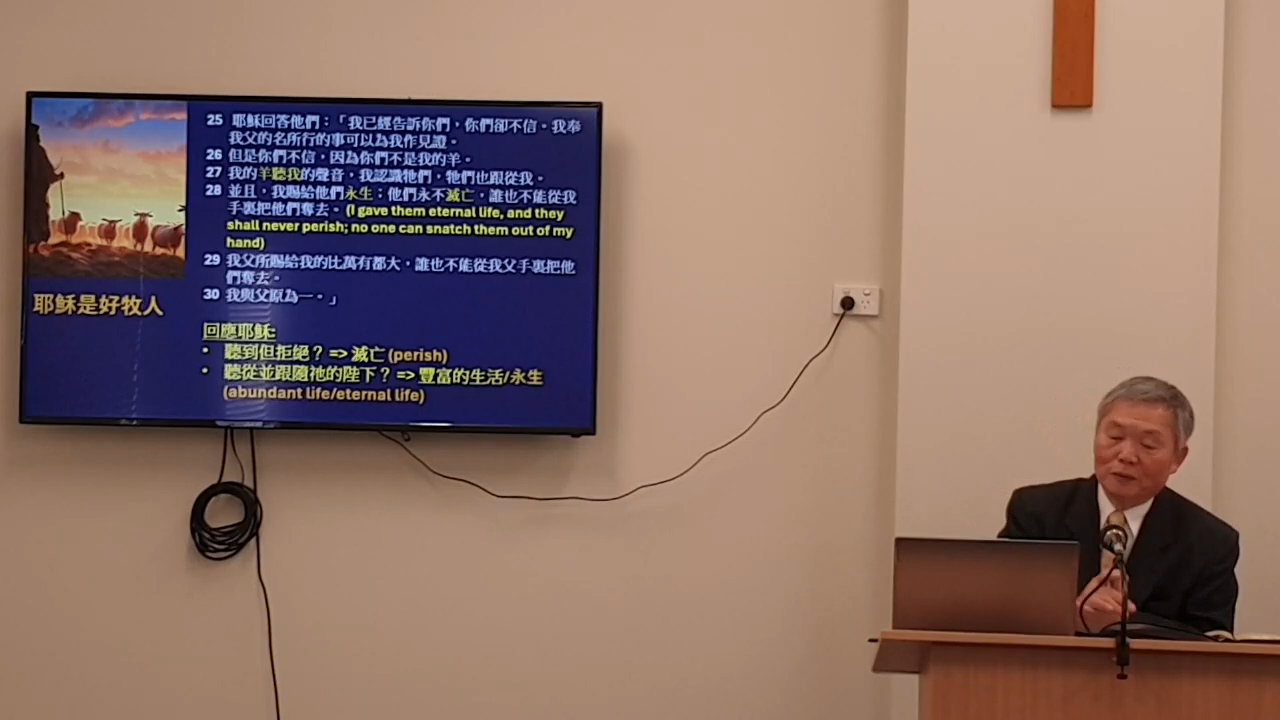 25 耶穌回答他們：「我已經告訴你們，你們卻不信。我奉
我父的名所行的事可以為我作見證。
26 但是你們不信，因為你們不是我的羊。
27 我的羊聽我的聲音，我認識牠們，牠們也跟從我。
28 並且，我賜給他們永生；他們永不滅亡，誰也不能從我
手裏把他們奪去。(I gave them eternal life, and they
shall never perish; no one can snatch them out of my
hand)
29 我父所賜給我的比萬有都大，誰也不能從我父手裏把他
們奪去。
30 我與父原為一。」
耶穌是好牧人
回應耶穌:
• 聽到但拒绝？=> 滅亡 (perish)
• 聽從並跟隨祂的陛下？=> 豐富的生活/永生
(abundant life/eternal life)